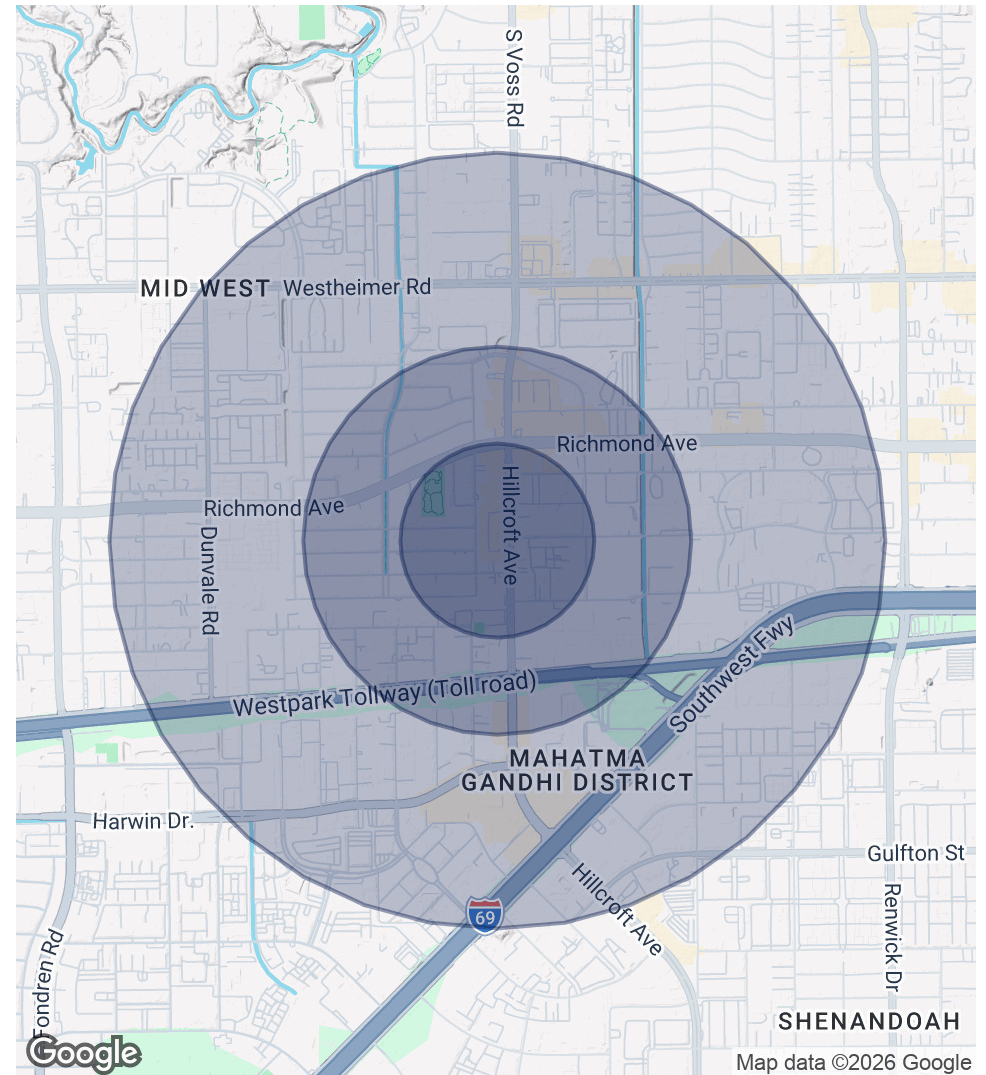 S Voss Rd
MID WEST
Westheimer Rd
Richmond Ave
Hillcroft Ave
Richmond Ave
Dunvale Rd
Southwest Fwy
Westpark Tollway (Toll road)
MAHATMA
GANDHI DISTRICT
Harwin Dr.
Gulfton St
Hillcroft Ave
69
Renwick Dr
Fondren Rd
SHENANDOAH
Google
Map data ©2026 Google